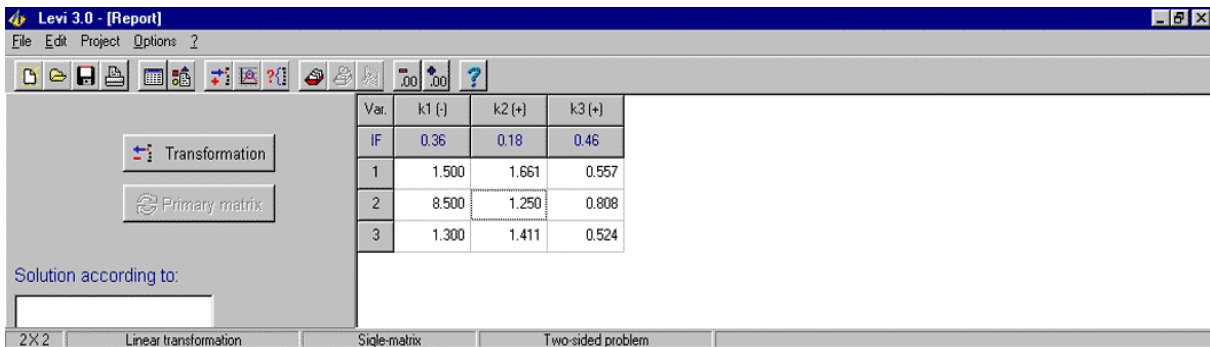 Levi 3.0 - [Report]
File Edit Project Options ?
Var. k1 (-) k2 (+) k3 (+)
IF 0.36 0.18 0.46
1 1.500 1.661 0.557
2 8.500 1.250 0.808
3 1.300 1.411 0.524
Transformation
Primary matrix
Solution according to:
2X2 Linear transformation Sigle-matrix Two-sided problem